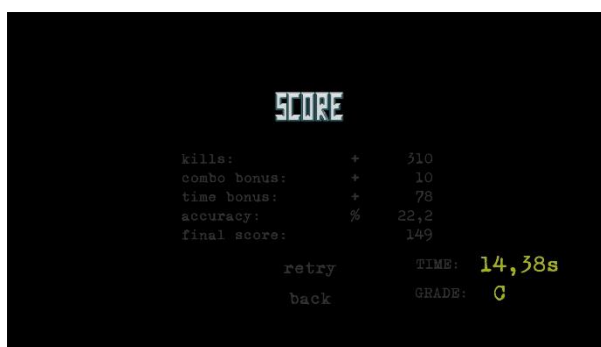 SCORE
kills: + 310
combo bonus: + 10
time bonus: + 78
accuracy: % 22,2
final score: 149
retry
TIME: 14,38s
back
GRADE: C